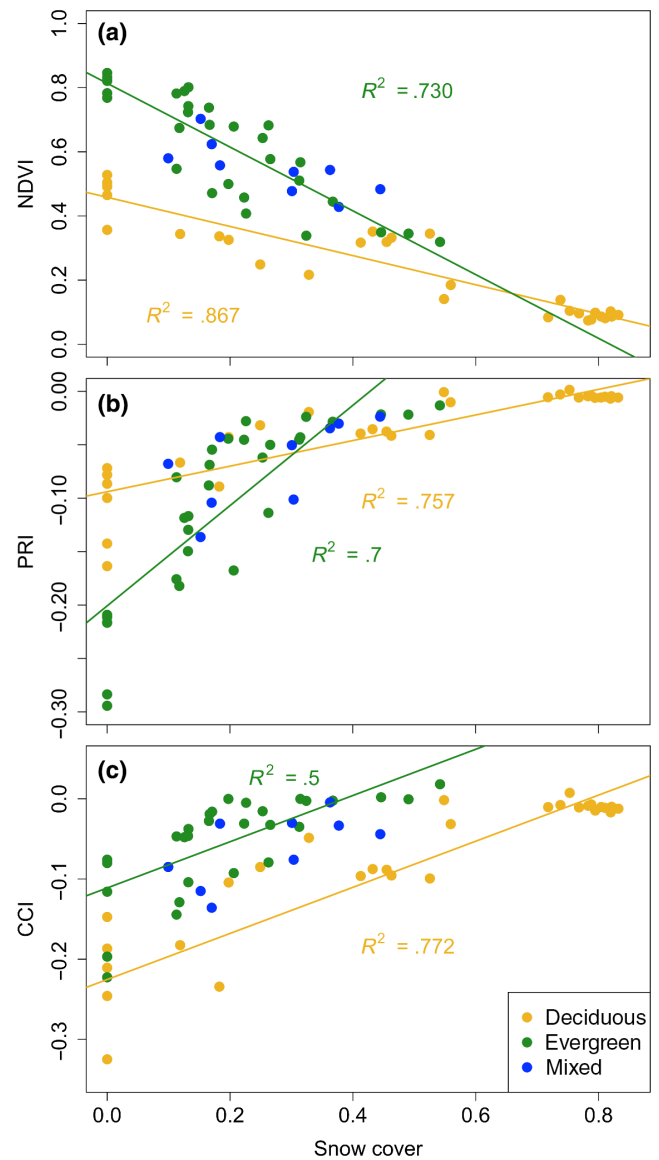 (a)
R² = .730
R² = .867
NDVI
1.0
0.8
0.6
0.4
0.2
0.0
(b)
R² = .757
R² = .7
PRI
0.00
−0.10
−0.20
−0.30
(c)
R² = .5
R² = .772
CCI
0.0
−0.1
−0.2
−0.3
Deciduous
Evergreen
Mixed
0.0 0.2 0.4 0.6 0.8
Snow cover